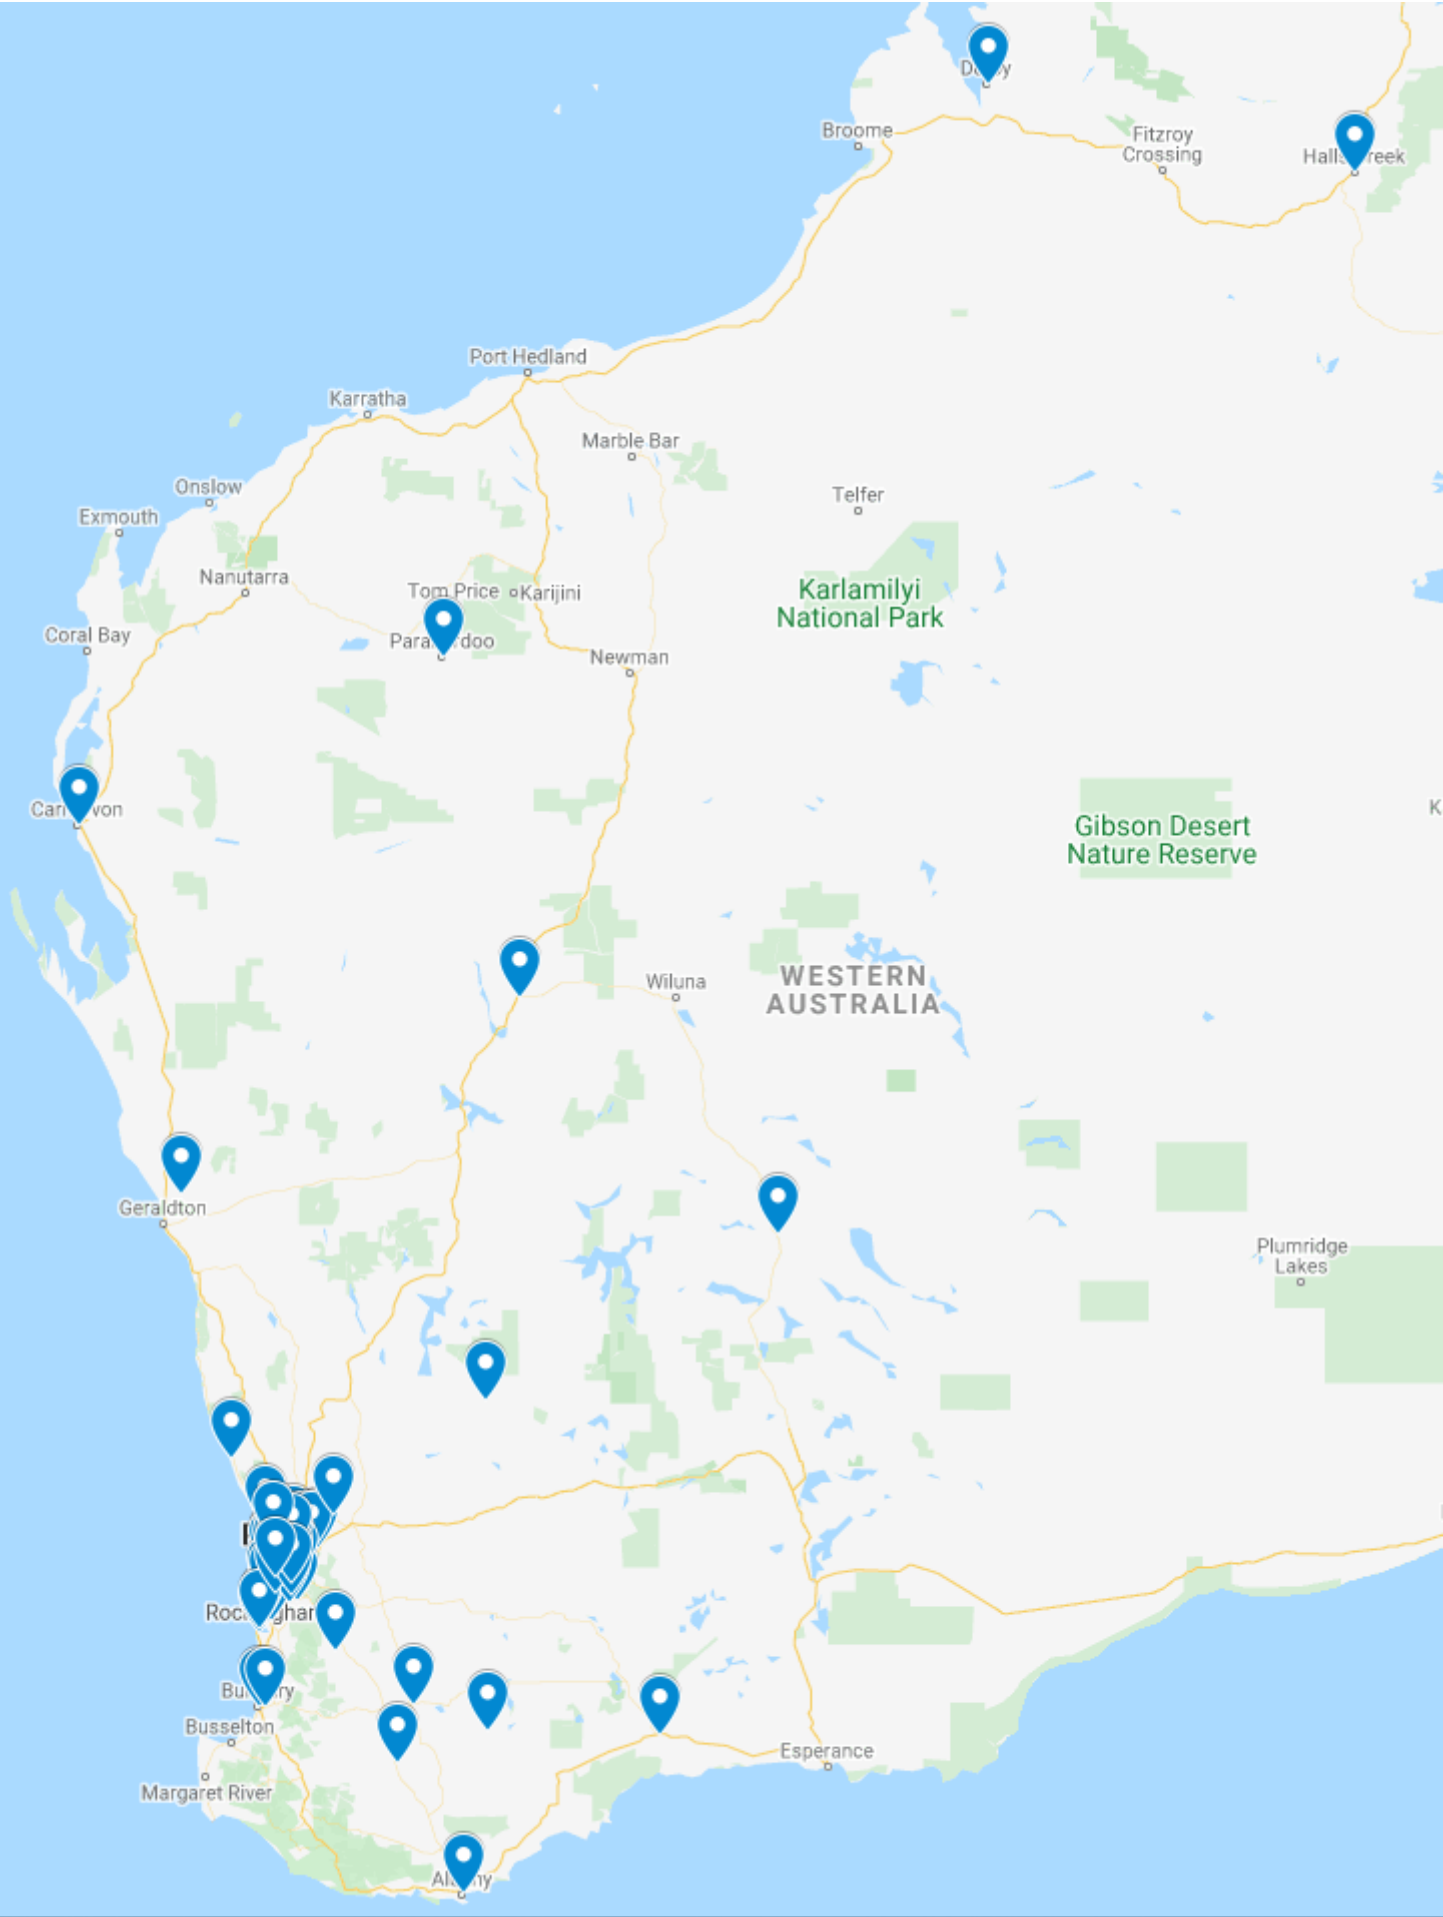 Broome
Fitzroy
Crossing
Port Hedland
Karratha
Marble Bar
Onslow
Telfer
Exmouth
Nanutarra
Tom Price
Karijini
Karlamilyi
National Park
Coral Bay
Newman
Gibson Desert
Nature Reserve
K
Wiluna
WESTERN
AUSTRALIA
Geraldton
Plumridge
Lakes
Busselton
Esperance
Margaret River